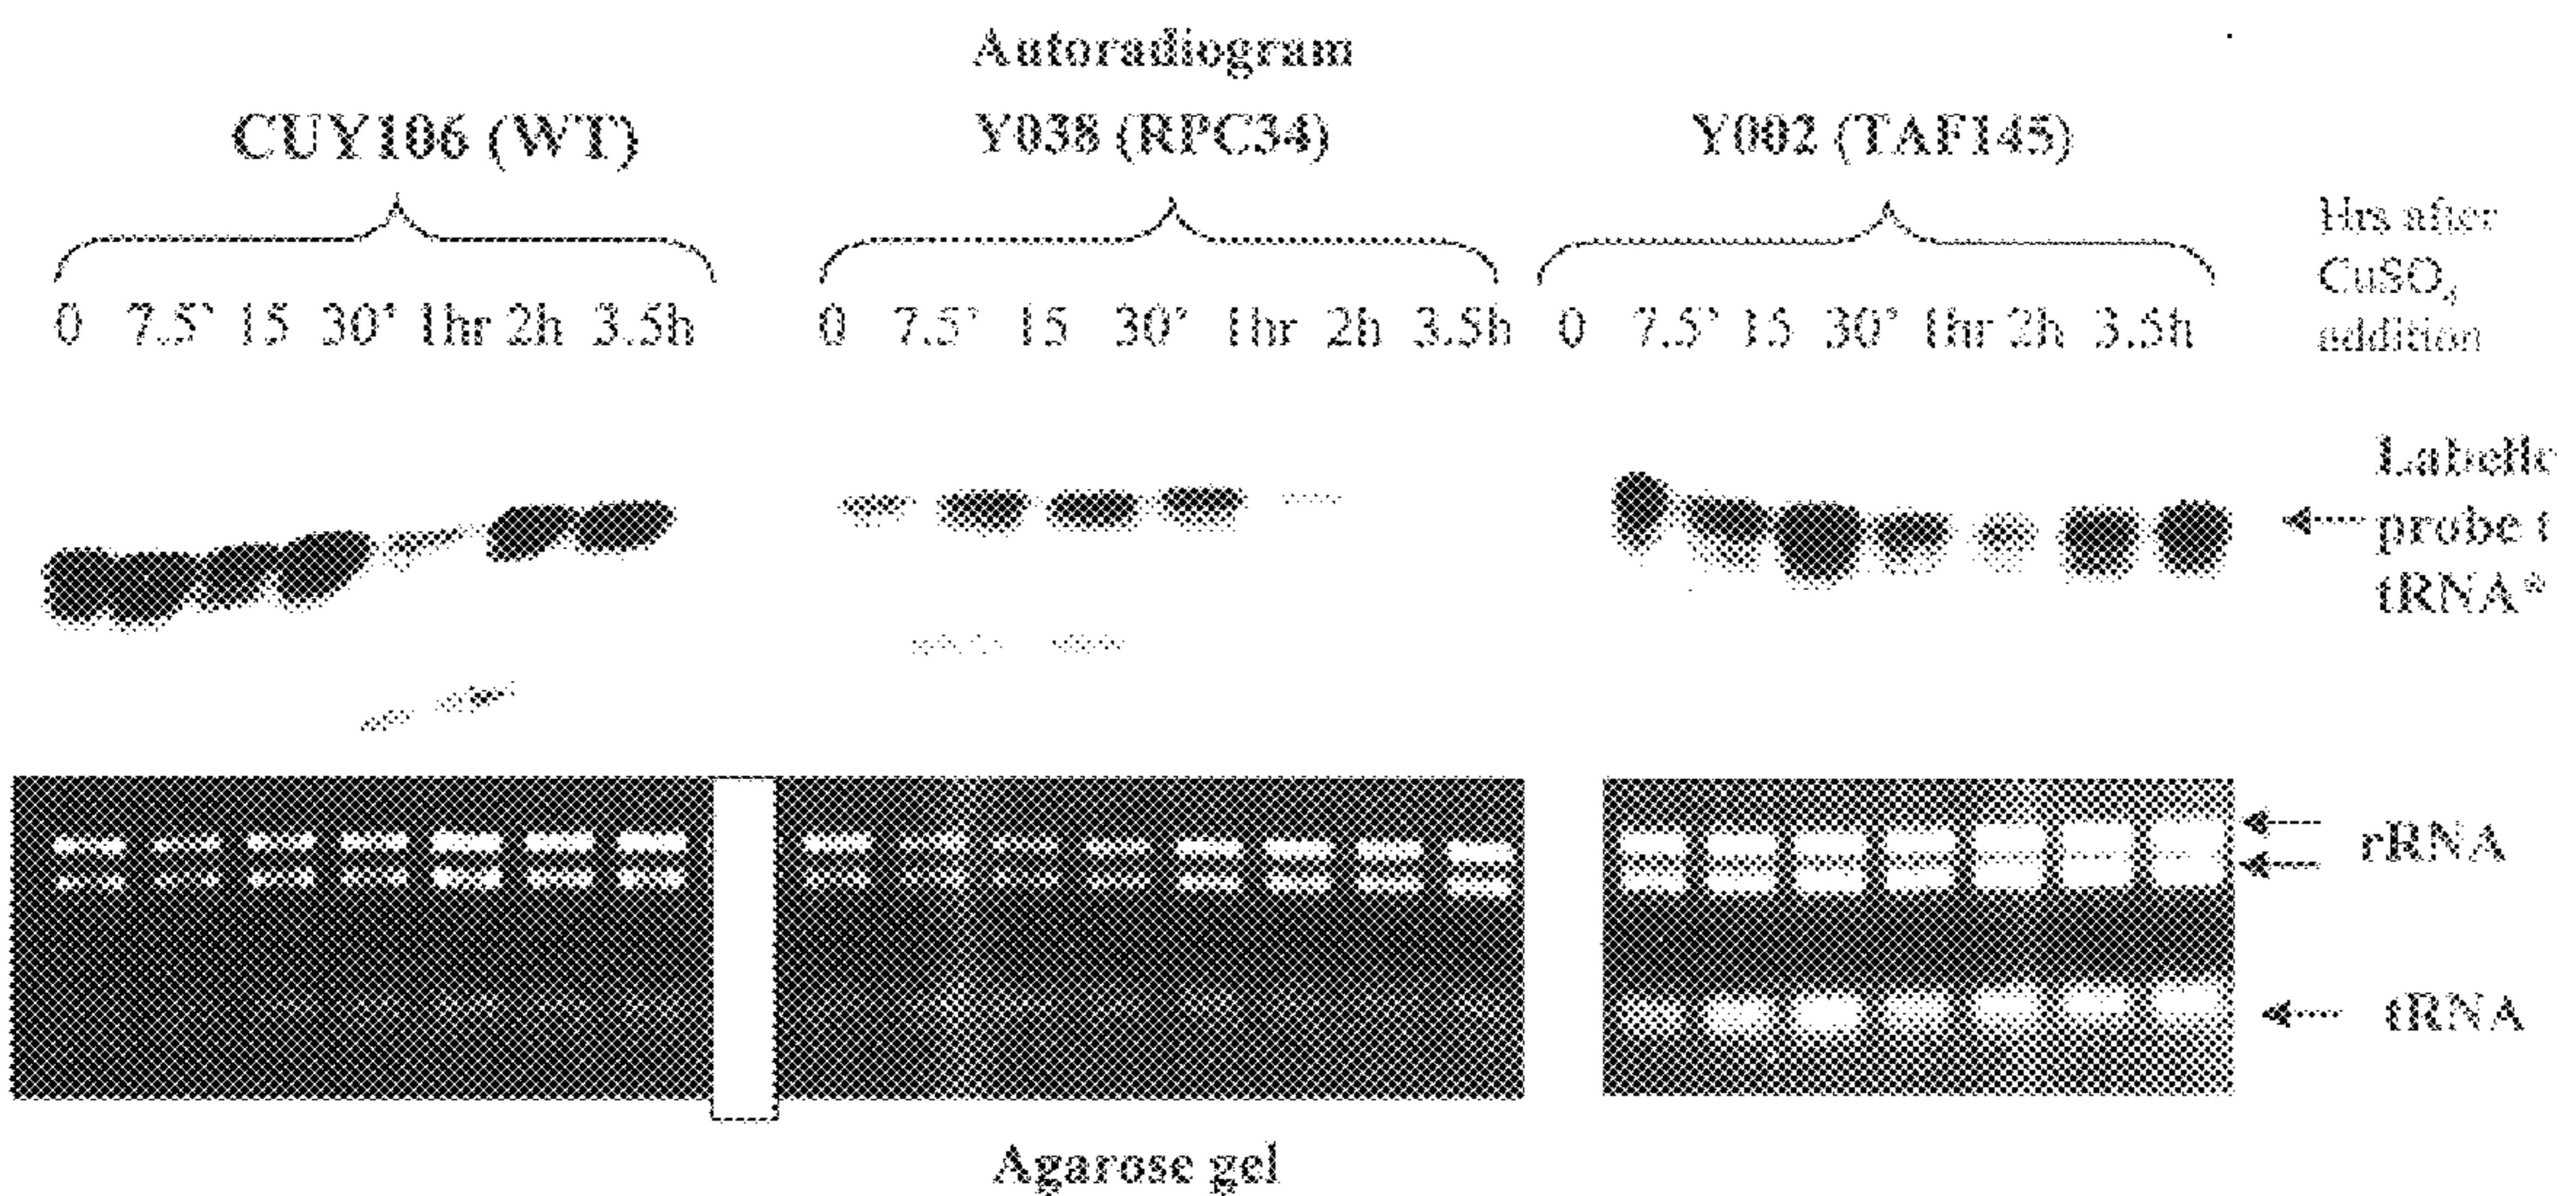 Autoradiogram
CUY106 (WT)
Y038 (RPC34)
Y002 (TAF145)
Hrs after
CuSO₄
addition
0 7.5' 15 30' 1hr 2h 3.5h
0 7.5' 15 30' 1hr 2h 3.5h
0 7.5' 15 30' 1hr 2h 3.5h
Labelle
probe t
tRNA*
rRNA
tRNA
Agarose gel